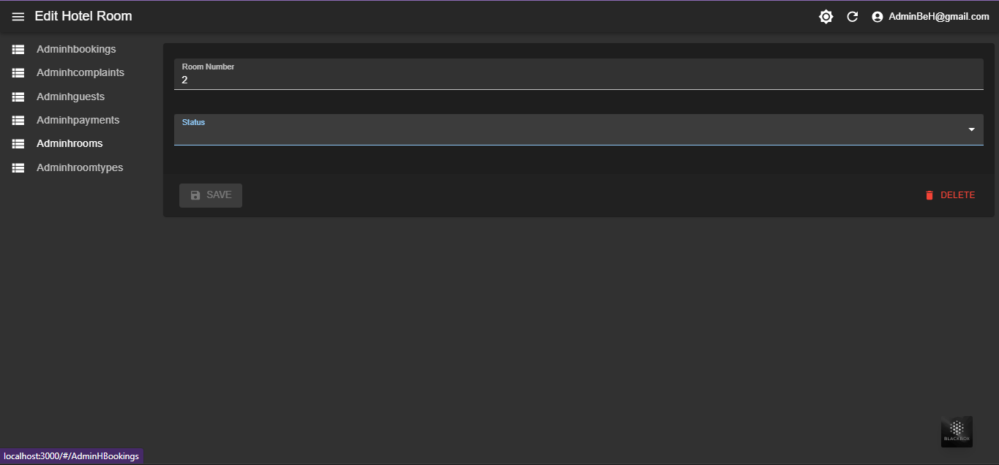 Edit Hotel Room
AdminBeH@gmail.com
Adminhbookings
Adminhcomplaints
Adminhguests
Adminhpayments
Adminhrooms
Adminhroomtypes
Room Number
2
Status
SAVE
DELETE
BLACKBOX
localhost:3000/#/AdminHBookings